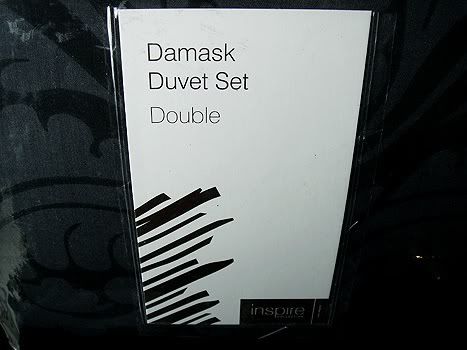 Damask
Duvet Set
Double
inspire